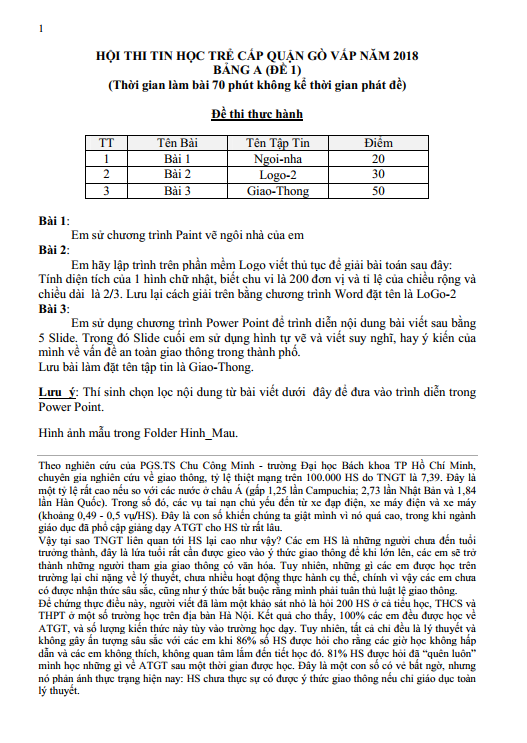 1
HỘI THI TIN HỌC TRẺ CẤP QUẬN GÒ VẤP NĂM 2018
BẢNG A (ĐỀ 1)
(Thời gian làm bài 70 phút không kể thời gian phát đề)
Đề thi thực hành
TT Tên Bài Tên Tập Tin Điểm
1 Bài 1 Ngoi-nha 20
2 Bài 2 Logo-2 30
3 Bài 3 Giao-Thong 50
Bài 1:
Em sử chương trình Paint vẽ ngôi nhà của em
Bài 2:
Em hãy lập trình trên phần mềm Logo viết thủ tục để giải bài toán sau đây:
Tính diện tích của 1 hình chữ nhật, biết chu vi là 200 đơn vị và tỉ lệ của chiều rộng và
chiều dài là 2/3. Lưu lại cách giải trên bằng chương trình Word đặt tên là LoGo-2
Bài 3:
Em sử dụng chương trình Power Point để trình diễn nội dung bài viết sau bằng
5 Slide. Trong đó Slide cuối em sử dụng hình tự vẽ và viết suy nghĩ, hay ý kiến của
mình về vấn đề an toàn giao thông trong thành phố.
Lưu bài làm đặt tên tập tin là Giao-Thong.
Lưu ý: Thí sinh chọn lọc nội dung từ bài viết dưới đây để đưa vào trình diễn trong
Power Point.
Hình ảnh mẫu trong Folder Hinh_Mau.
Theo nghiên cứu của PGS.TS Chu Công Minh - trường Đại học Bách khoa TP Hồ Chí Minh,
chuyên gia nghiên cứu về giao thông, tỷ lệ thiệt mạng trên 100.000 HS do TNGT là 7,39. Đây là
một tỷ lệ rất cao nếu so với các nước ở châu Á (gấp 1,25 lần Campuchia; 2,73 lần Nhật Bản và 1,84
lần Hàn Quốc). Trong số đó, các vụ tai nạn chủ yếu đến từ xe đạp điện, xe máy điện và xe máy
(khoảng 0,49 - 0,5 vụ/HS). Đây là con số khiến chúng ta giật mình vì nó quá cao, trong khi ngành
giáo dục đã phổ cập giảng dạy ATGT cho HS từ rất lâu.
Vậy tại sao TNGT liên quan tới HS lại cao như vậy? Các em HS là những người chưa đến tuổi
trưởng thành, đây là lứa tuổi rất cần được gieo vào ý thức giao thông để khi lớn lên, các em sẽ trở
thành những người tham gia giao thông có văn hóa. Tuy nhiên, những gì các em được học trên
trường lại chỉ nặng về lý thuyết, chưa nhiều hoạt động thực hành cụ thể, chính vì vậy các em chưa
có được nhận thức sâu sắc, cũng như ý thức bắt buộc rằng mình phải tuân thủ luật lệ giao thông.
Để chứng thực điều này, người viết đã làm một khảo sát nhỏ là hỏi 200 HS ở cả tiểu học, THCS và
THPT ở một số trường học trên địa bàn Hà Nội. Kết quả cho thấy, 100% các em đều được học về
ATGT, và số lượng kiến thức này tùy vào trường học dạy. Tuy nhiên, tất cả chỉ đều là lý thuyết và
không gây ấn tượng sâu sắc với các em khi 86% số HS được hỏi cho rằng các giờ học không hấp
dẫn và các em không thích, không quan tâm lắm đến tiết học đó. 81% HS được hỏi đã “quên luôn”
mình học những gì về ATGT sau một thời gian được học. Đây là một con số có vẻ bất ngờ, nhưng
nó phản ánh thực trạng hiện nay: HS chưa thực sự có được ý thức giao thông nếu chỉ giáo dục toàn
lý thuyết.